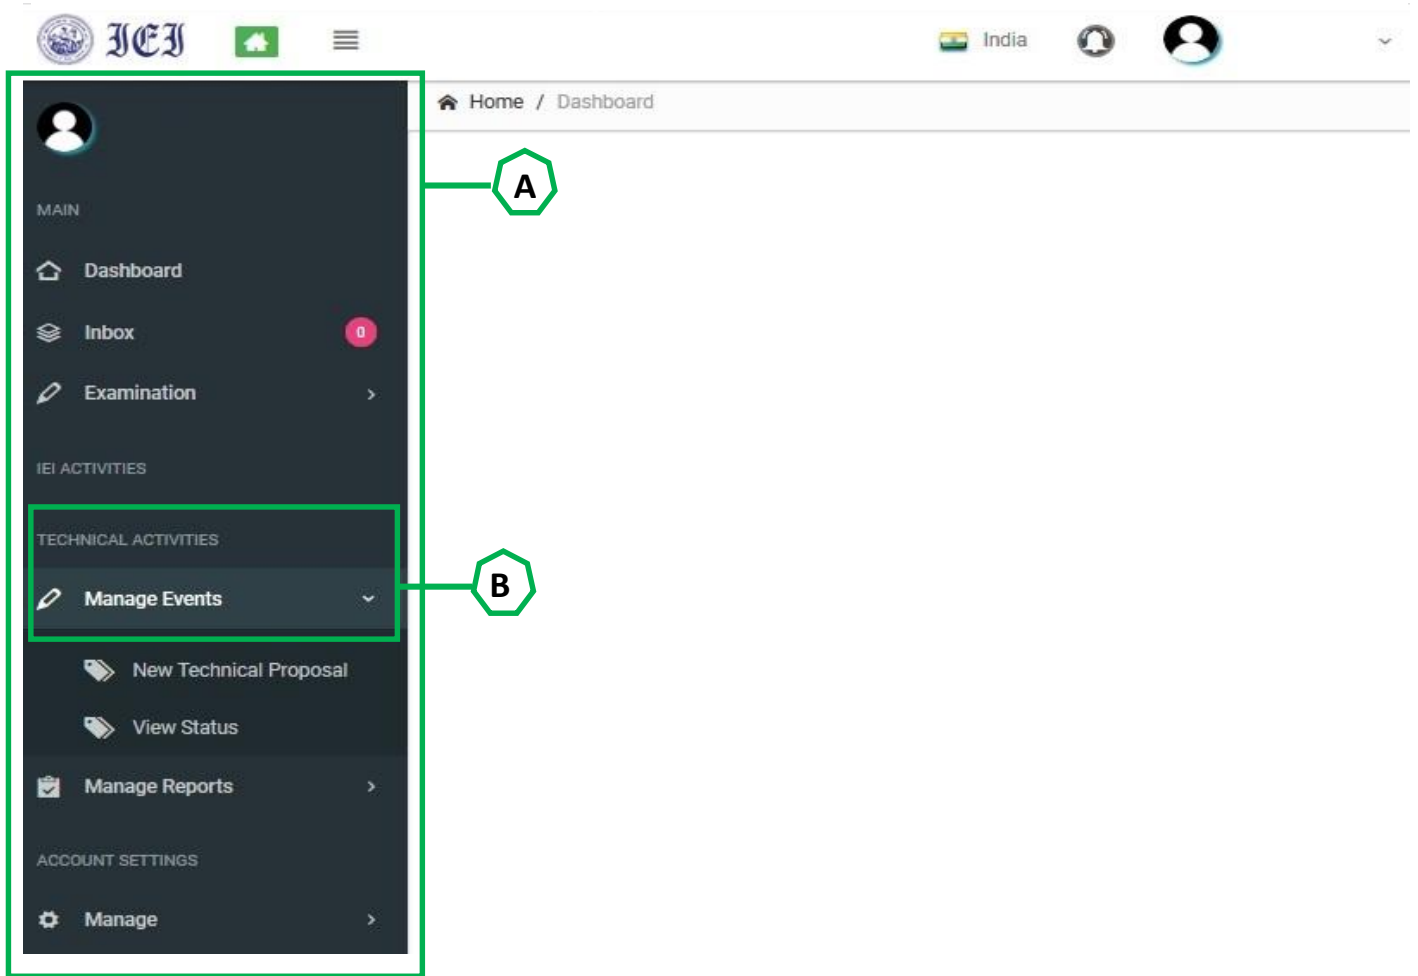 IEI
India
Home / Dashboard
A
MAIN
Dashboard
Inbox 0
Examination
IEI ACTIVITIES
TECHNICAL ACTIVITIES
Manage Events
B
New Technical Proposal
View Status
Manage Reports
ACCOUNT SETTINGS
Manage